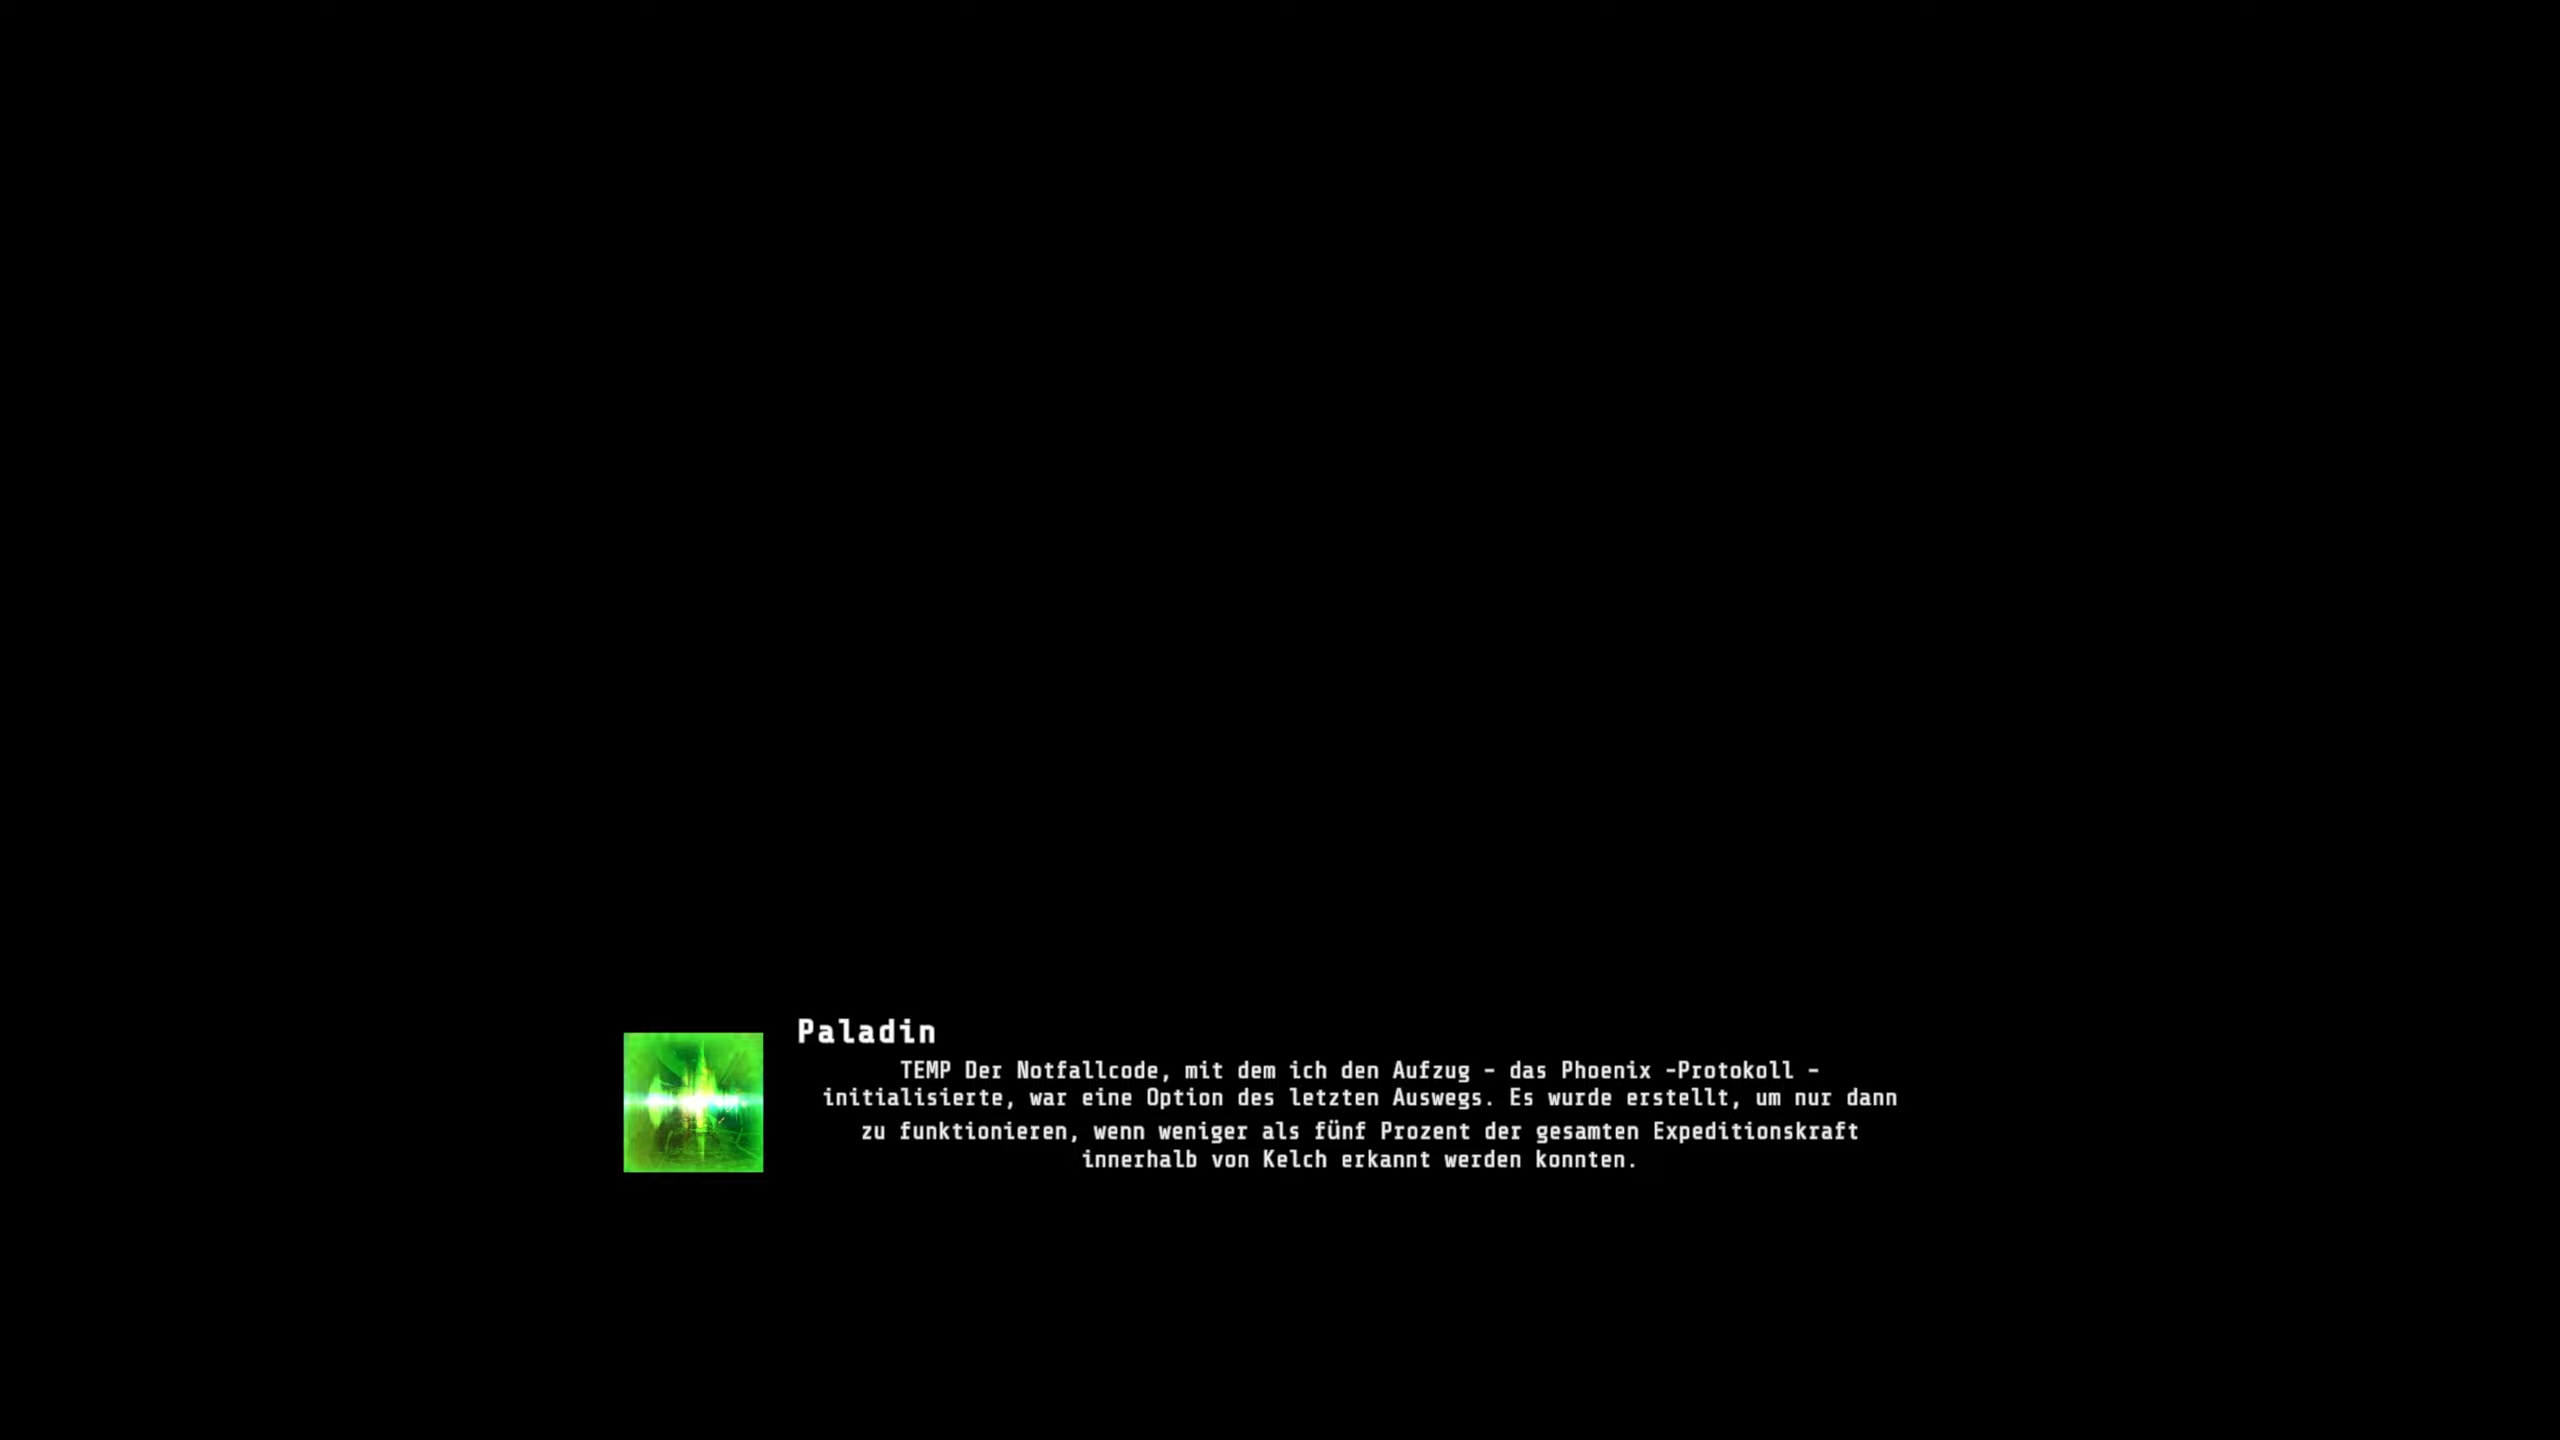 Paladin
TEMP Der Notfallcode, mit dem ich den Aufzug - das Phoenix -Protokoll -
initialisierte, war eine Option des letzten Auswegs. Es wurde erstellt, um nur dann
zu funktionieren, wenn weniger als fünf Prozent der gesamten Expeditionskraft
innerhalb von Kelch erkannt werden konnten.